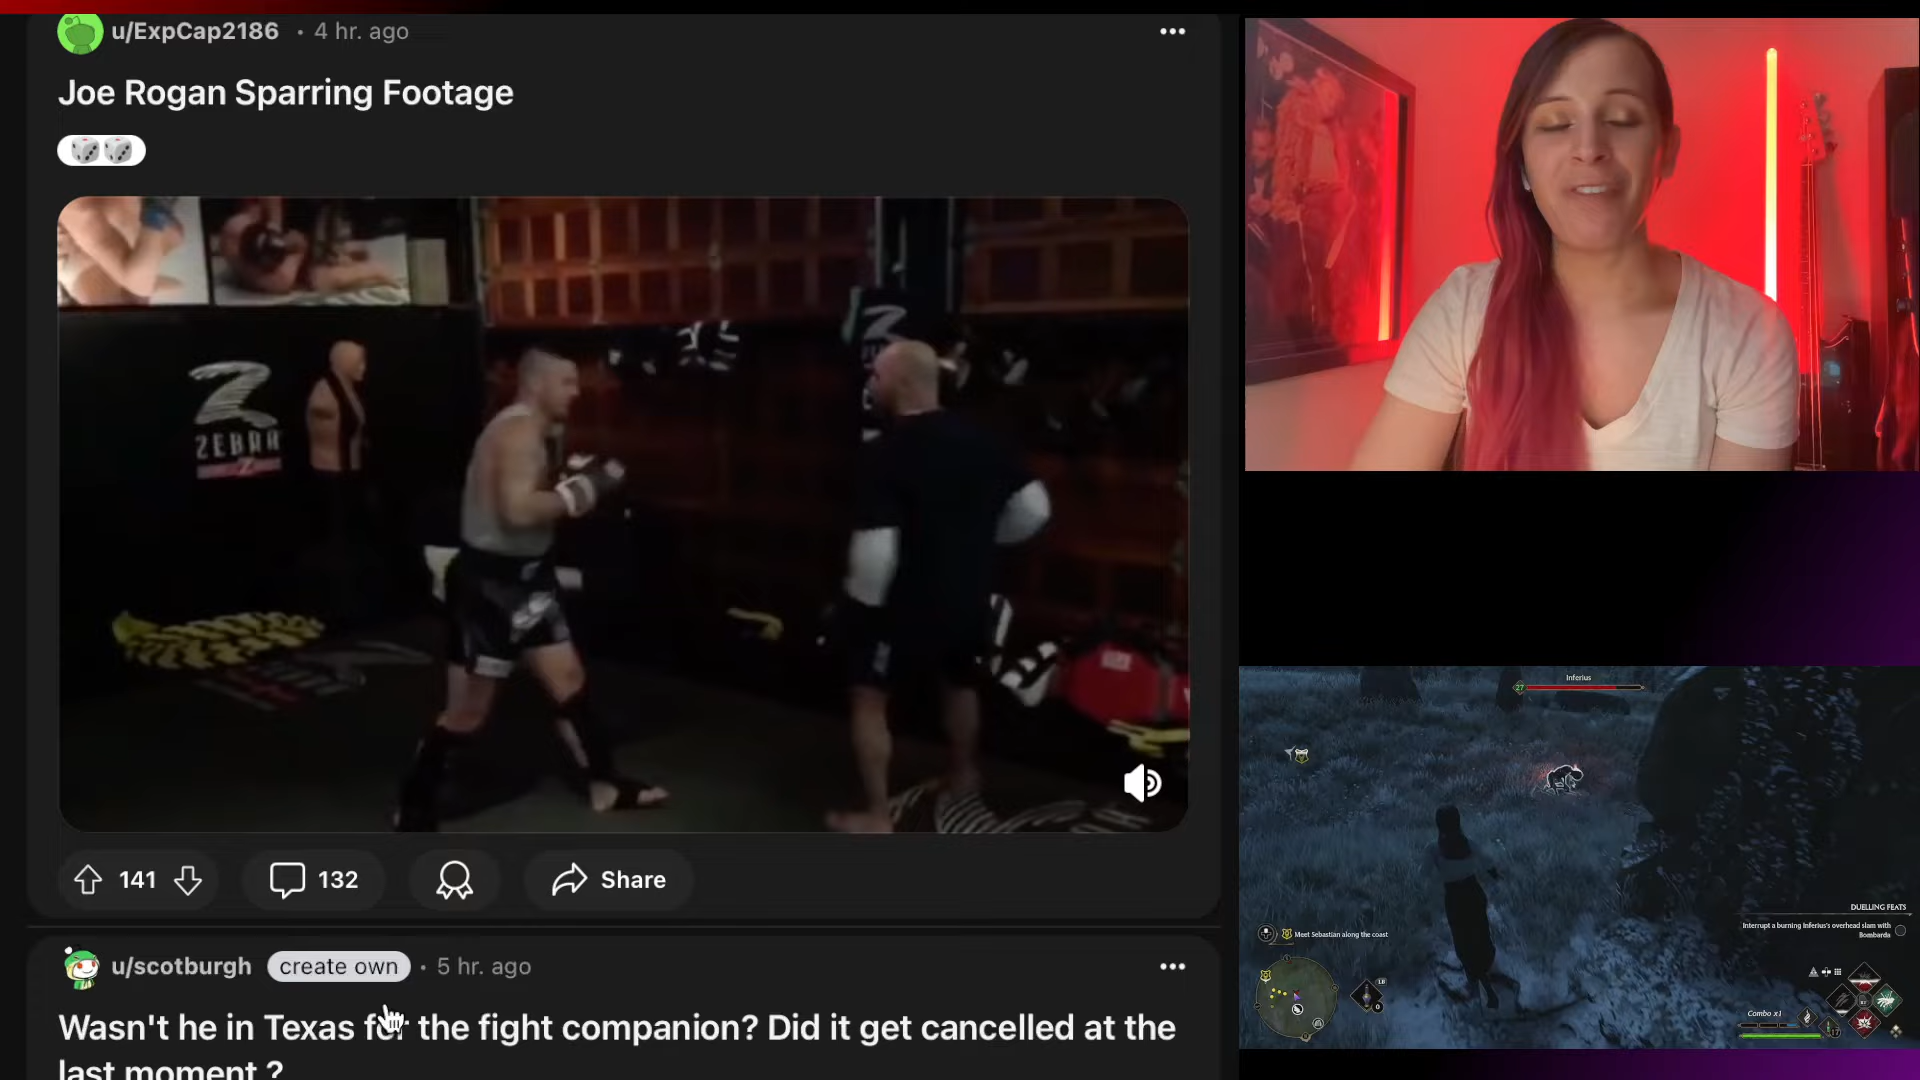 u/ExpCap2186 • 4 hr. ago
Joe Rogan Sparring Footage
ZEBRA
141
132
Share
u/scotburgh create own • 5 hr. ago
Wasn't he in Texas for the fight companion? Did it get cancelled at the
last moment ?
Inferius
27
DUELLING FEATS
Interrupt a burning Inferius's overhead slam with
Bombarda
Meet Sebastian along the coast
LB
Combo x1